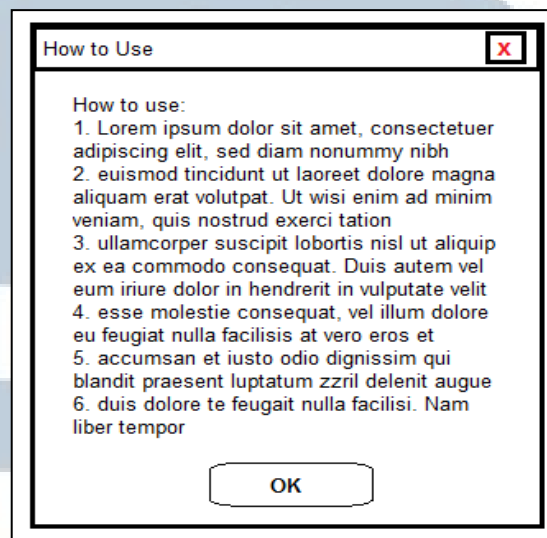 How to Use
X
How to use:
1. Lorem ipsum dolor sit amet, consectetuer
adipiscing elit, sed diam nonummy nibh
2. euismod tincidunt ut laoreet dolore magna
aliquam erat volutpat. Ut wisi enim ad minim
veniam, quis nostrud exerci tation
3. ullamcorper suscipit lobortis nisl ut aliquip
ex ea commodo consequat. Duis autem vel
eum iriure dolor in hendrerit in vulputate velit
4. esse molestie consequat, vel illum dolore
eu feugiat nulla facilisis at vero eros et
5. accumsan et iusto odio dignissim qui
blandit praesent luptatum zzril delenit augue
6. duis dolore te feugait nulla facilisi. Nam
liber tempor
OK